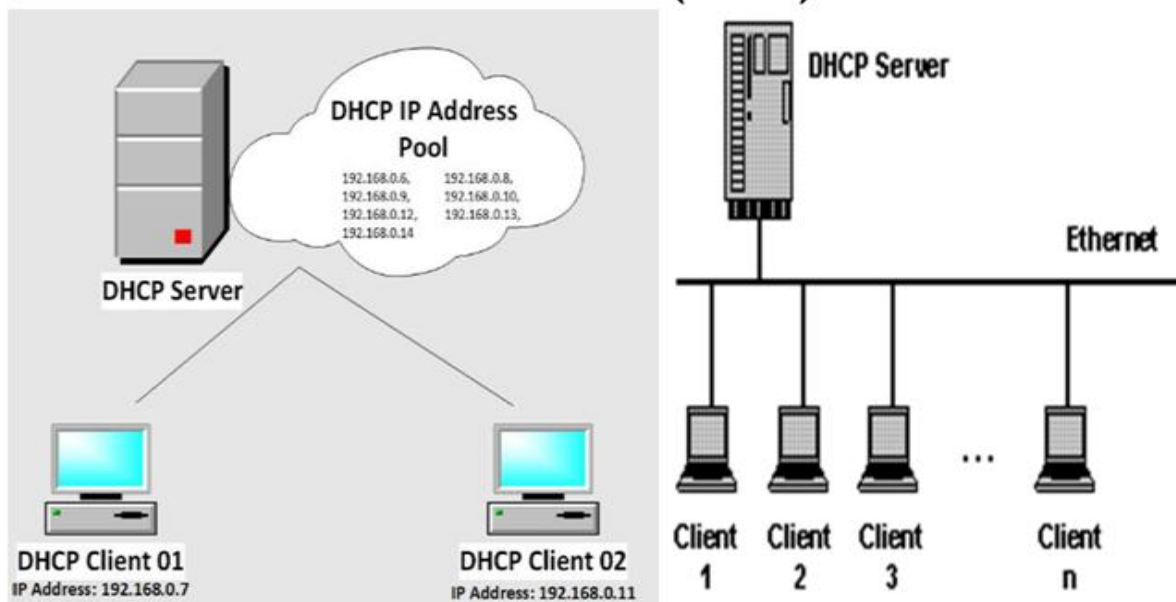 DHCP IP Address
Pool
192.168.0.6, 192.168.0.8,
192.168.0.9, 192.168.0.10,
192.168.0.12, 192.168.0.13,
192.168.0.14
DHCP Server
DHCP Client 01
IP Address: 192.168.0.7
DHCP Client 02
IP Address: 192.168.0.11
DHCP Server
Ethernet
Client Client Client ... Client
1 2 3 n